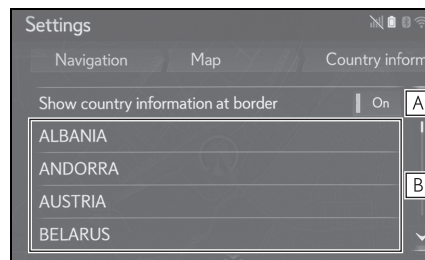 Settings
Navigation Map Country inform
Show country information at border On A
ALBANIA
ANDORRA
AUSTRIA B
BELARUS